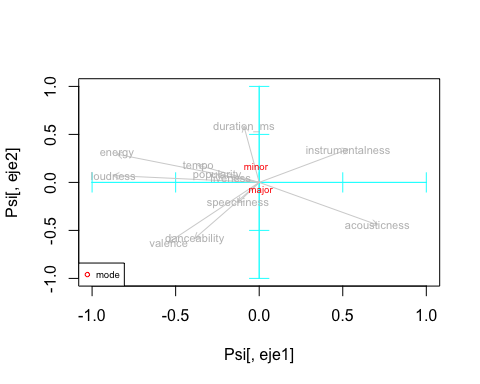 Psi[, eje2]
1.0
0.5
0.0
-0.5
-1.0
duration_ms
energy
instrumentalness
minor
tempo
popularity
loudness
liveness
major
speechiness
acousticness
danceability
valence
mode
-1.0 -0.5 0.0 0.5 1.0
Psi[, eje1]